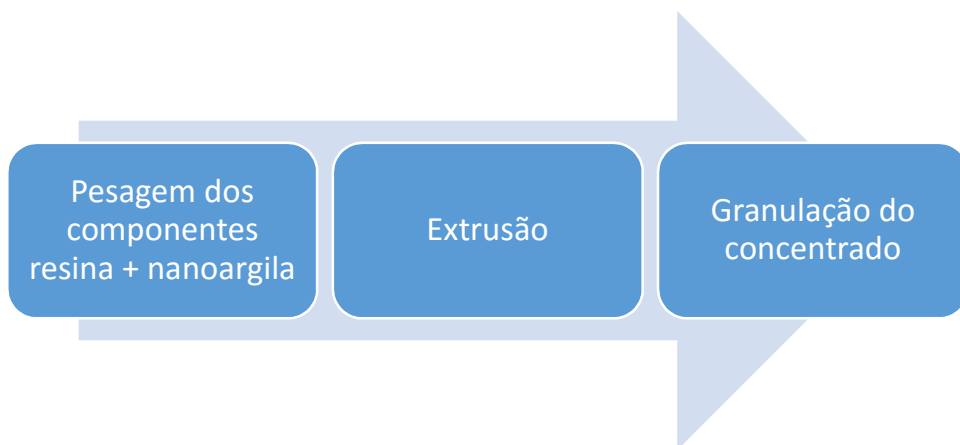 Pesagem dos
componentes
resina + nanoargila
Extrusão
Granulação do
concentrado